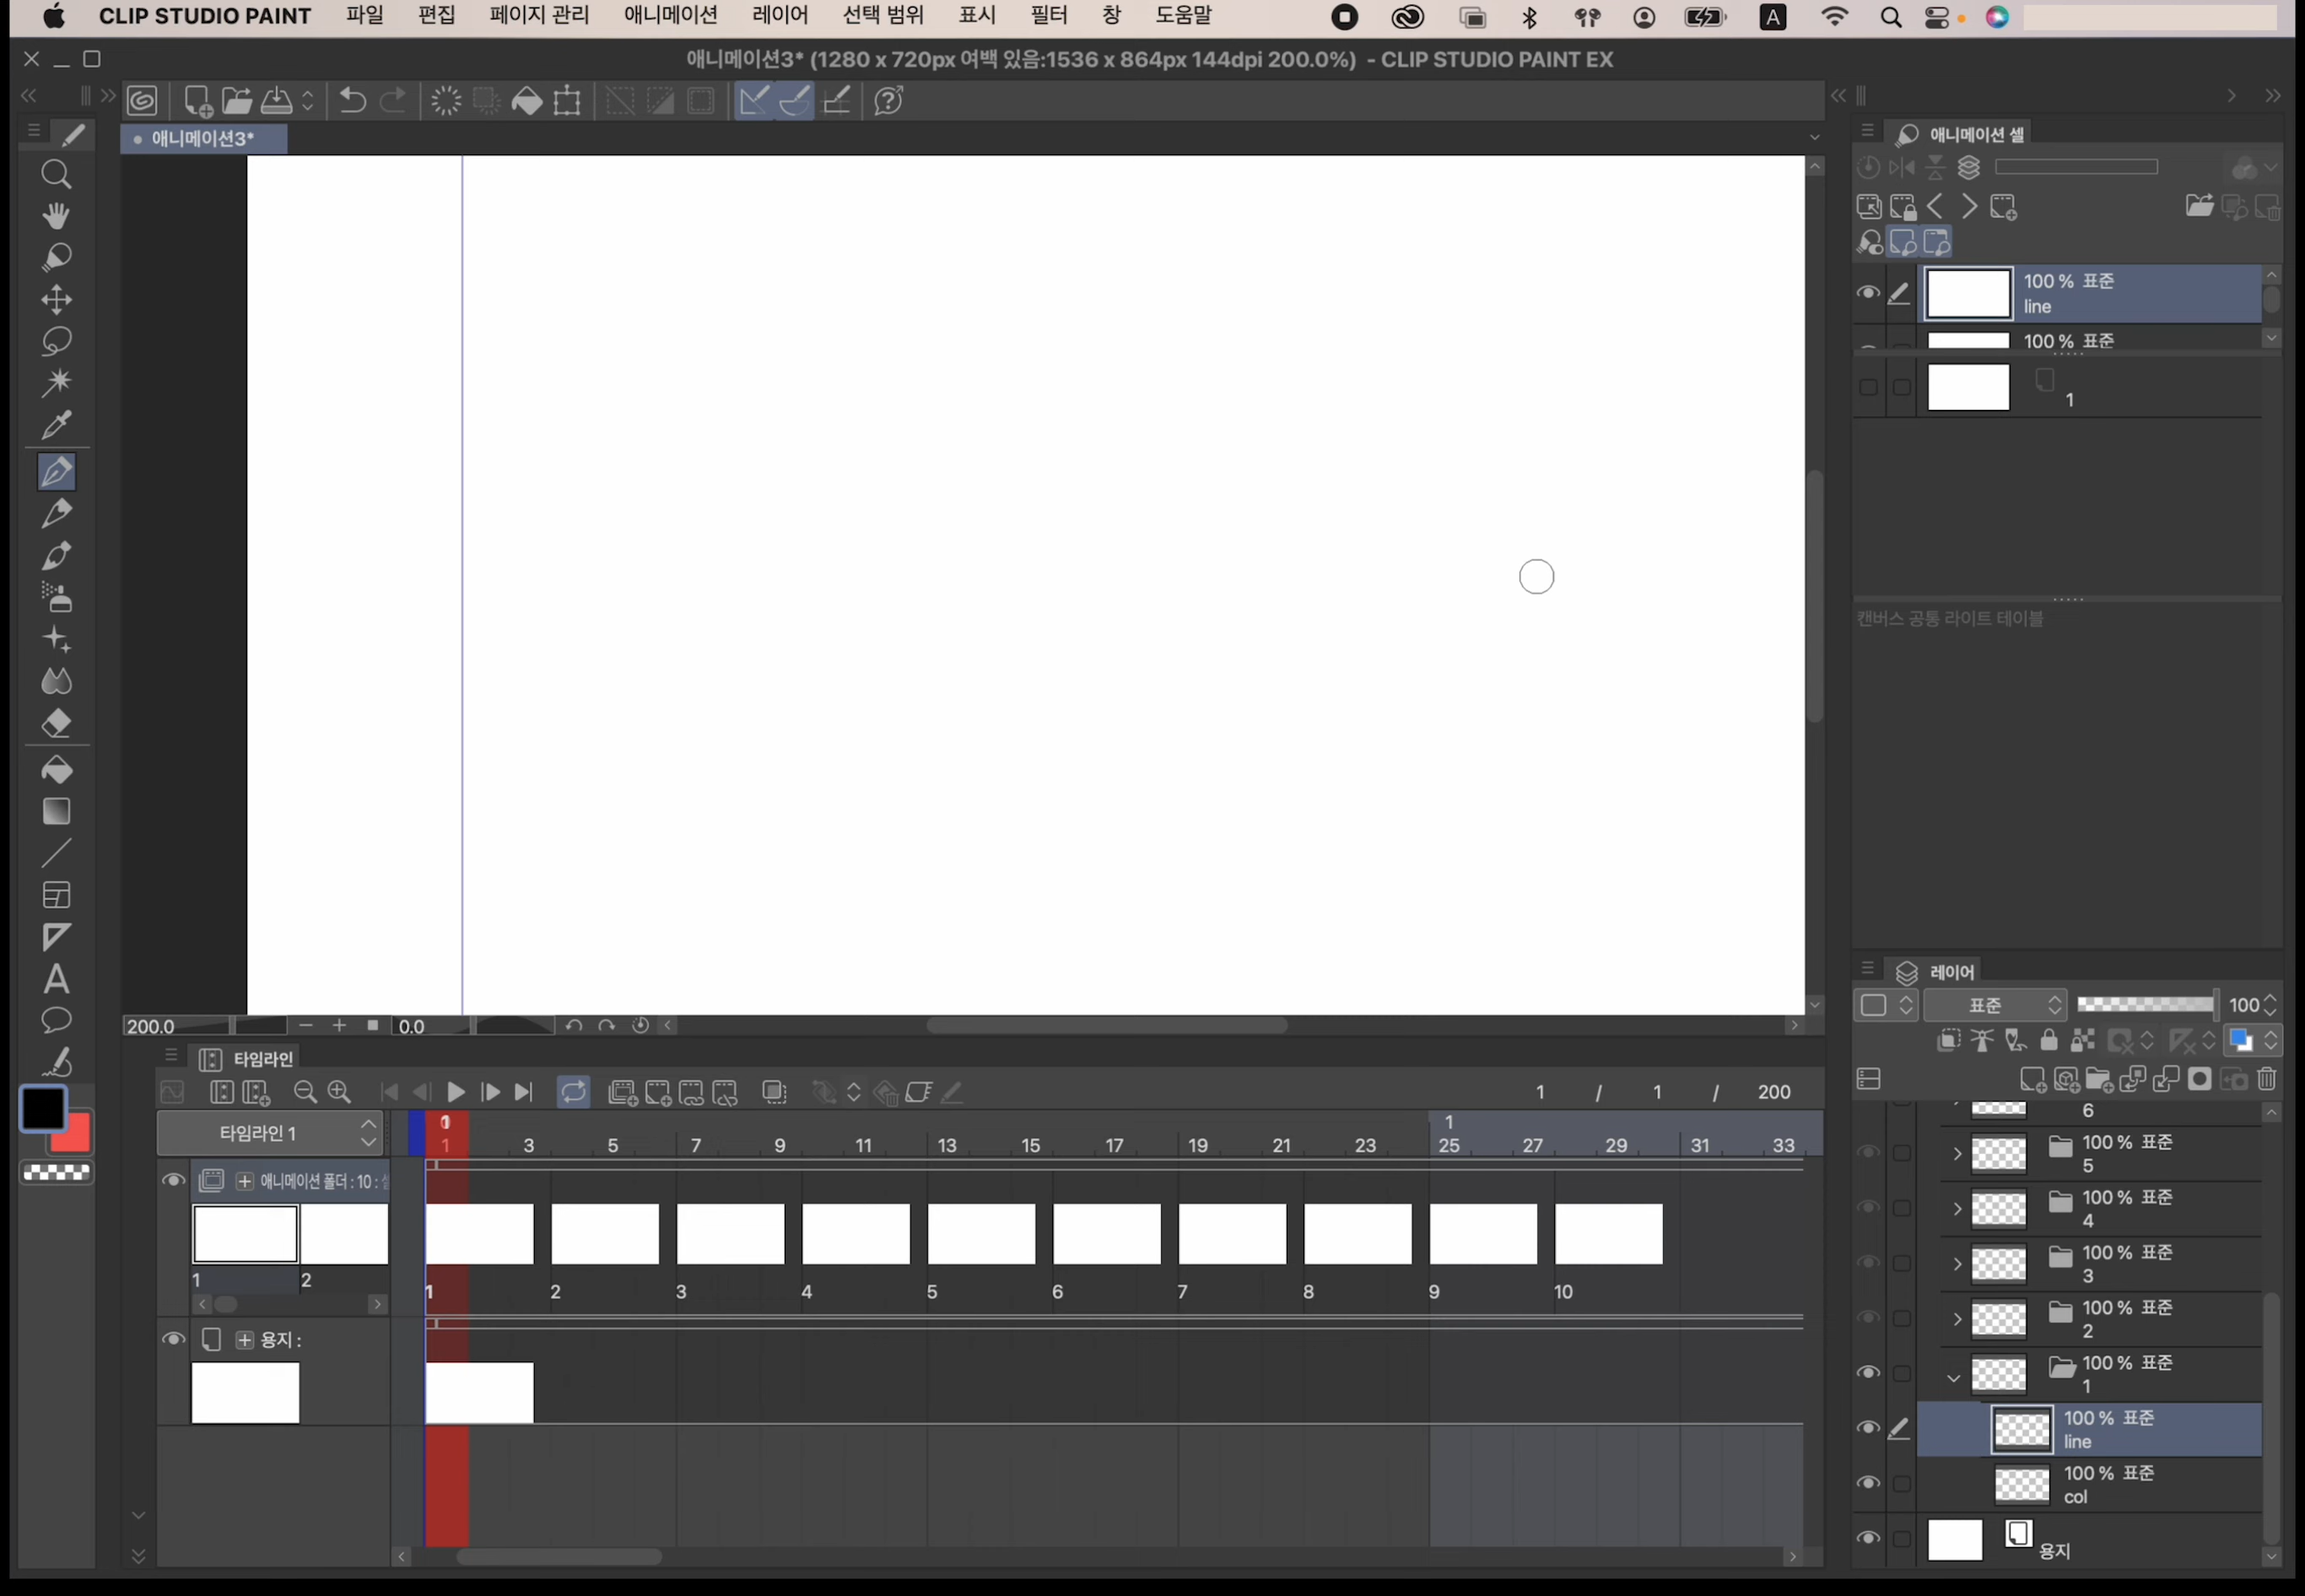 CLIP STUDIO PAINT 파일 편집 페이지 관리 애니메이션 레이어 선택 범위 표시 필터 창 도움말 A
애니메이션3* (1280 x 720px 여백 있음:1536 x 864px 144dpi 200.0%) - CLIP STUDIO PAINT EX
애니메이션3*
애니메이션 셀
100 % 표준
line
100 % 표준
1
캔버스 공통 라이트 테이블
200.0 0.0
타임라인
1 / 1 / 200
타임라인 1
1
1 3 5 7 9 11 13 15 17 19 21 23 25 27 29 31 33
애니메이션 폴더 : 10 :
1 2
1 2 3 4 5 6 7 8 9 10
용지 :
레이어
표준 100
6
100 % 표준
5
100 % 표준
4
100 % 표준
3
100 % 표준
2
100 % 표준
1
100 % 표준
line
100 % 표준
col
용지